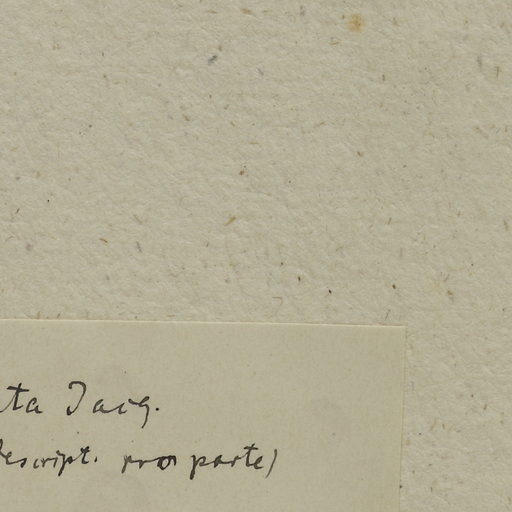 ta Jacq.
descript. pro parte)